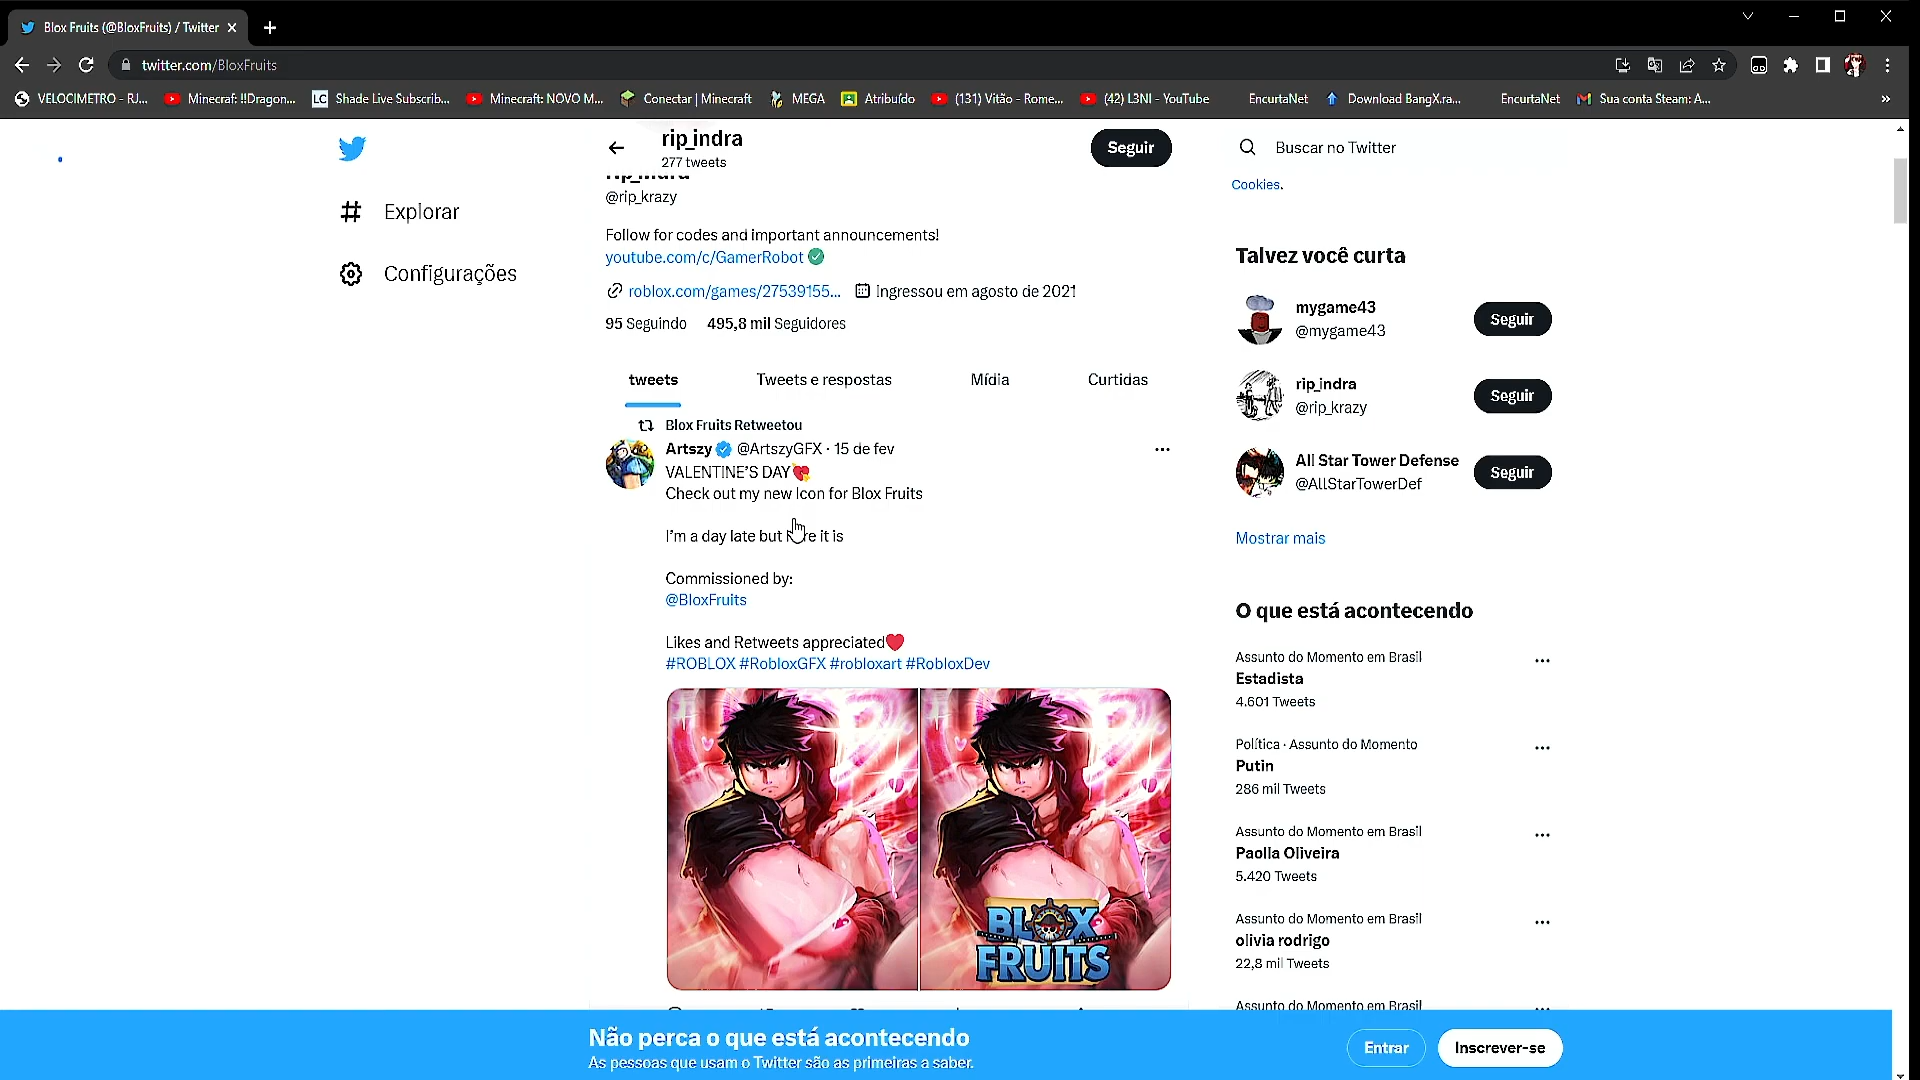 Blox Fruits (@BloxFruits) / Twitter
twitter.com/BloxFruits
VELOCIMETRO - RJ...
Minecraf: !!Dragon...
LC Shade Live Subscrib...
Minecraft: NOVO M...
Conectar | Minecraft
MEGA
Atribuído
(131) Vitão - Rome...
(42) L3NI - YouTube
EncurtaNet
Download BangX.ra...
EncurtaNet
Sua conta Steam: A...
Explorar
Configurações
rip_indra
277 tweets
Seguir
rip_indra
@rip_krazy
Follow for codes and important announcements!
youtube.com/c/GamerRobot
roblox.com/games/27539155... Ingressou em agosto de 2021
95 Seguindo 495,8 mil Seguidores
tweets Tweets e respostas Mídia Curtidas
Blox Fruits Retweetou
Artszy @ArtszyGFX · 15 de fev
VALENTINE'S DAY
Check out my new Icon for Blox Fruits
I'm a day late but here it is
Commissioned by:
@BloxFruits
Likes and Retweets appreciated
#ROBLOX #RobloxGFX #robloxart #RobloxDev
BLOX
FRUITS
Buscar no Twitter
Cookies.
Talvez você curta
mygame43
@mygame43
Seguir
rip_indra
@rip_krazy
Seguir
All Star Tower Defense
@AllStarTowerDef
Seguir
Mostrar mais
O que está acontecendo
Assunto do Momento em Brasil
Estadista
4.601 Tweets
Política · Assunto do Momento
Putin
286 mil Tweets
Assunto do Momento em Brasil
Paolla Oliveira
5.420 Tweets
Assunto do Momento em Brasil
olivia rodrigo
22,8 mil Tweets
Assunto do Momento em Brasil
Não perca o que está acontecendo
As pessoas que usam o Twitter são as primeiras a saber.
Entrar
Inscrever-se